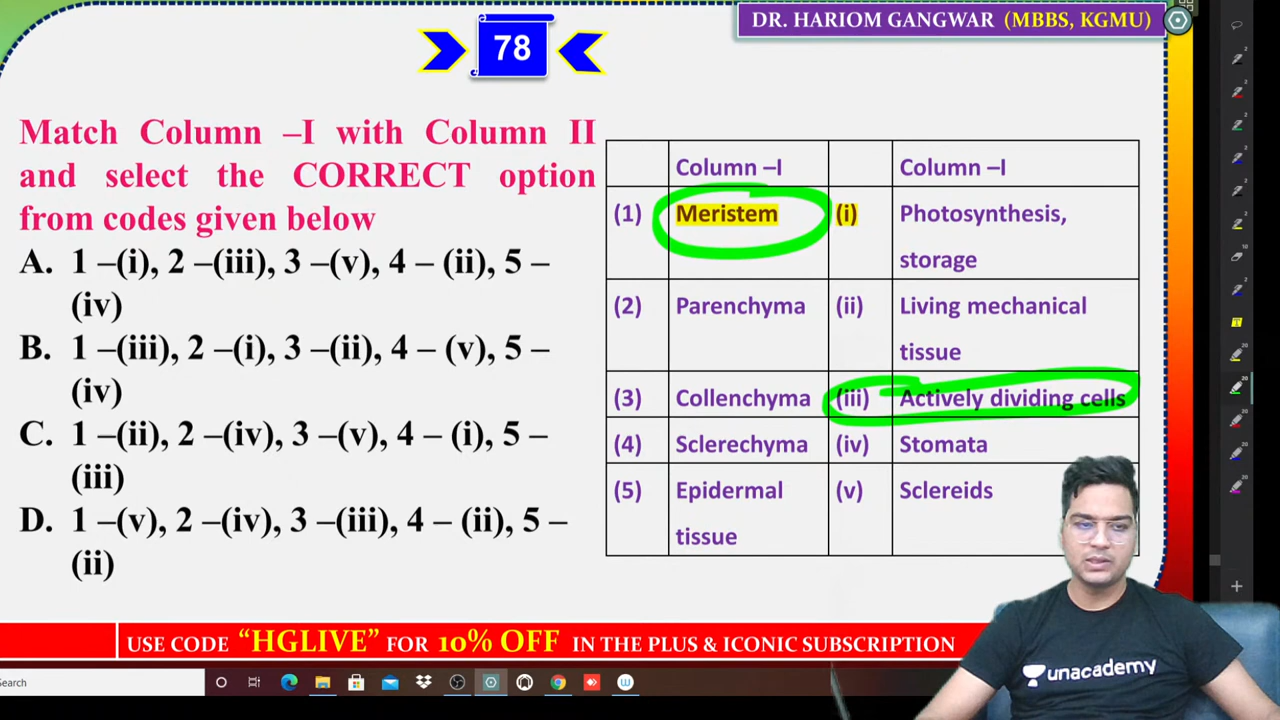 DR. HARIOM GANGWAR (MBBS, KGMU)
78
Match Column –I with Column II
and select the CORRECT option
from codes given below
A. 1 –(i), 2 –(iii), 3 –(v), 4 – (ii), 5 –
(iv)
B. 1 –(iii), 2 –(i), 3 –(ii), 4 – (v), 5 –
(iv)
C. 1 –(ii), 2 –(iv), 3 –(v), 4 – (i), 5 –
(iii)
D. 1 –(v), 2 –(iv), 3 –(iii), 4 – (ii), 5 –
(ii)
Column –I Column –I
(1) Meristem (i) Photosynthesis,
storage
(2) Parenchyma (ii) Living mechanical
tissue
(3) Collenchyma (iii) Actively dividing cells
(4) Sclerechyma (iv) Stomata
(5) Epidermal (v) Sclereids
tissue
unacademy
USE CODE “HGLIVE” FOR 10% OFF IN THE PLUS & ICONIC SUBSCRIPTION
Search